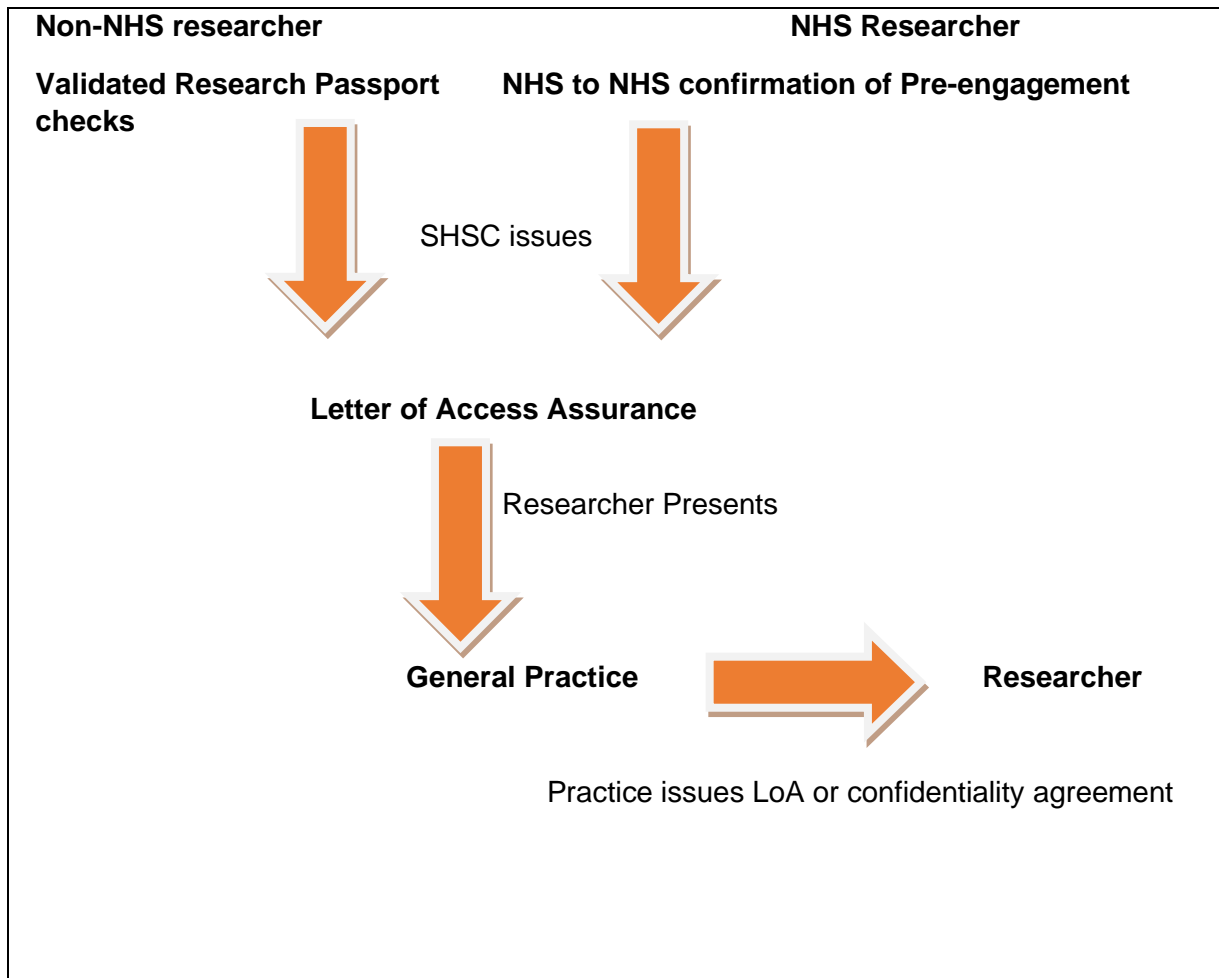 Non-NHS researcher
NHS Researcher
Validated Research Passport
checks
NHS to NHS confirmation of Pre-engagement
SHSC issues
Letter of Access Assurance
Researcher Presents
General Practice
Researcher
Practice issues LoA or confidentiality agreement